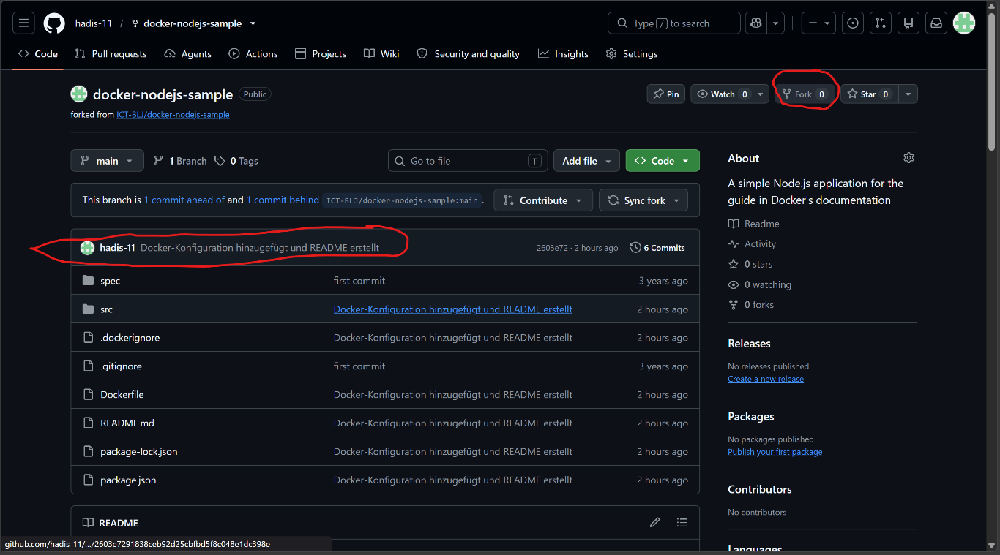 hadis-11 / docker-nodejs-sample
Type / to search
Code Pull requests Agents Actions Projects Wiki Security and quality Insights Settings
docker-nodejs-sample Public
Pin Watch 0 Fork 0 Star 0
forked from ICT-BLJ/docker-nodejs-sample
main 1 Branch 0 Tags Go to file T Add file Code
This branch is 1 commit ahead of and 1 commit behind ICT-BLJ/docker-nodejs-sample:main . Contribute Sync fork
hadis-11 Docker-Konfiguration hinzugefügt und README erstellt 2603e72 · 2 hours ago 6 Commits
spec first commit 3 years ago
src Docker-Konfiguration hinzugefügt und README erstellt 2 hours ago
.dockerignore Docker-Konfiguration hinzugefügt und README erstellt 2 hours ago
.gitignore first commit 3 years ago
Dockerfile Docker-Konfiguration hinzugefügt und README erstellt 2 hours ago
README.md Docker-Konfiguration hinzugefügt und README erstellt 2 hours ago
package-lock.json Docker-Konfiguration hinzugefügt und README erstellt 2 hours ago
package.json Docker-Konfiguration hinzugefügt und README erstellt 2 hours ago
README
About
A simple Node.js application for the
guide in Docker's documentation
Readme
Activity
0 stars
0 watching
0 forks
Releases
No releases published
Create a new release
Packages
No packages published
Publish your first package
Contributors
No contributors
Languages
github.com/hadis-11/.../2603e7291838ceb92d25cbfbd5f8c048e1dc398e